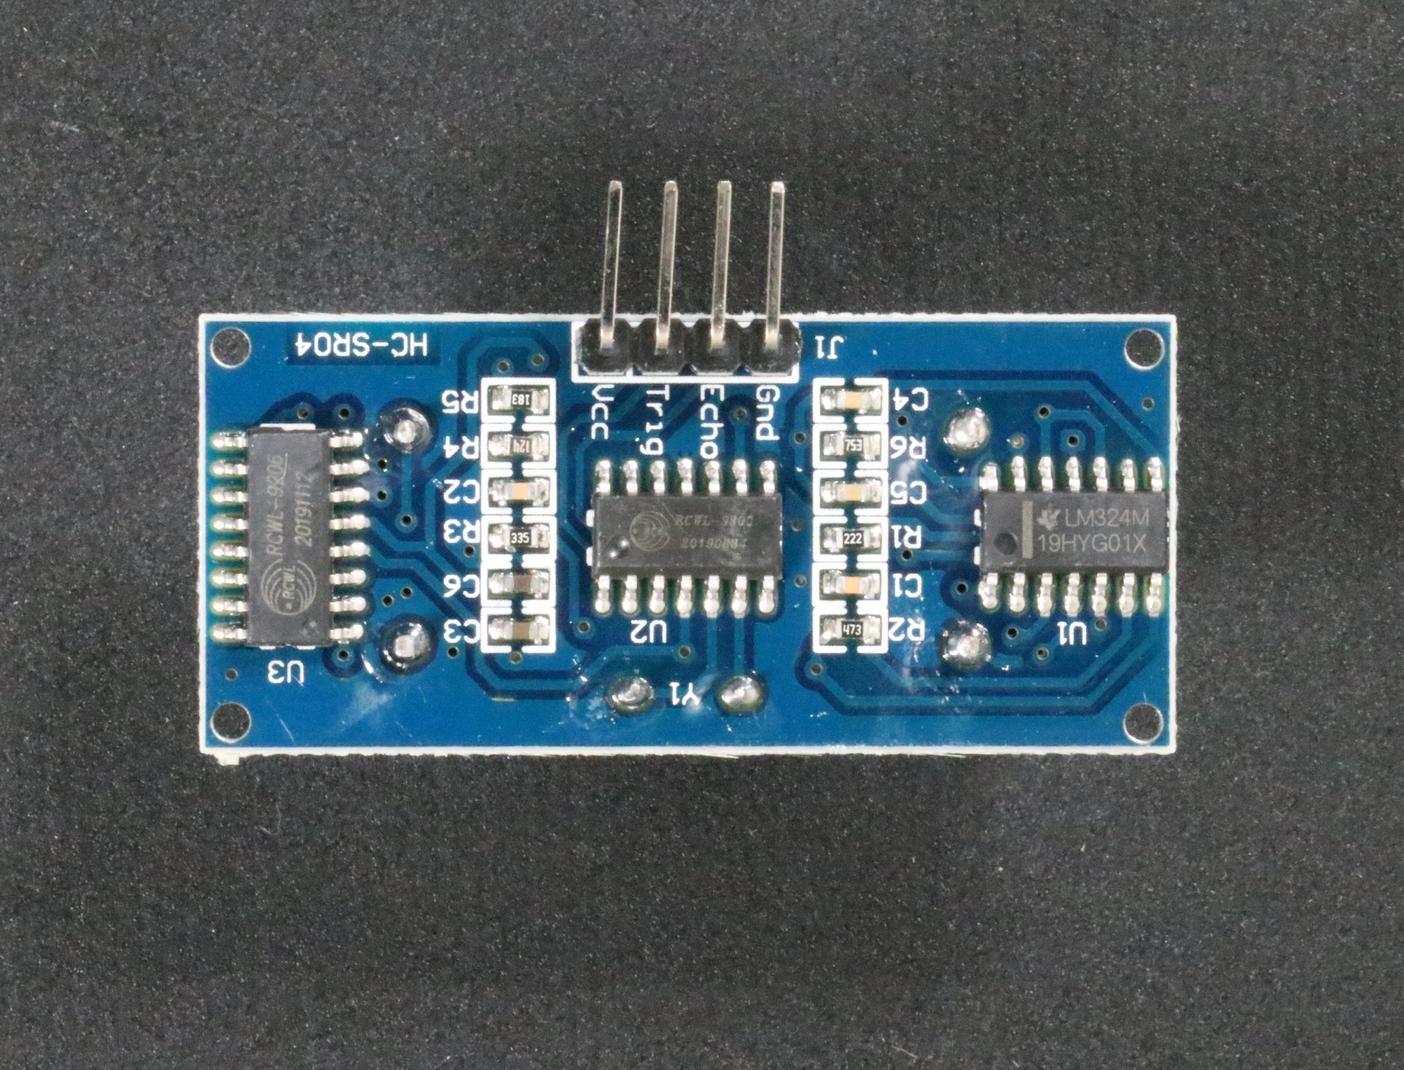 HC-SR04
J1
Vcc
Trig
Echo
Gnd
R5
183
R4
124
C2
R3
335
C6
C3
C4
R6
753
C5
R1
222
C1
R2
473
RCWL-9206
20191112
RCWL
U3
U2
LM324M
19HYG01X
U1
Y1